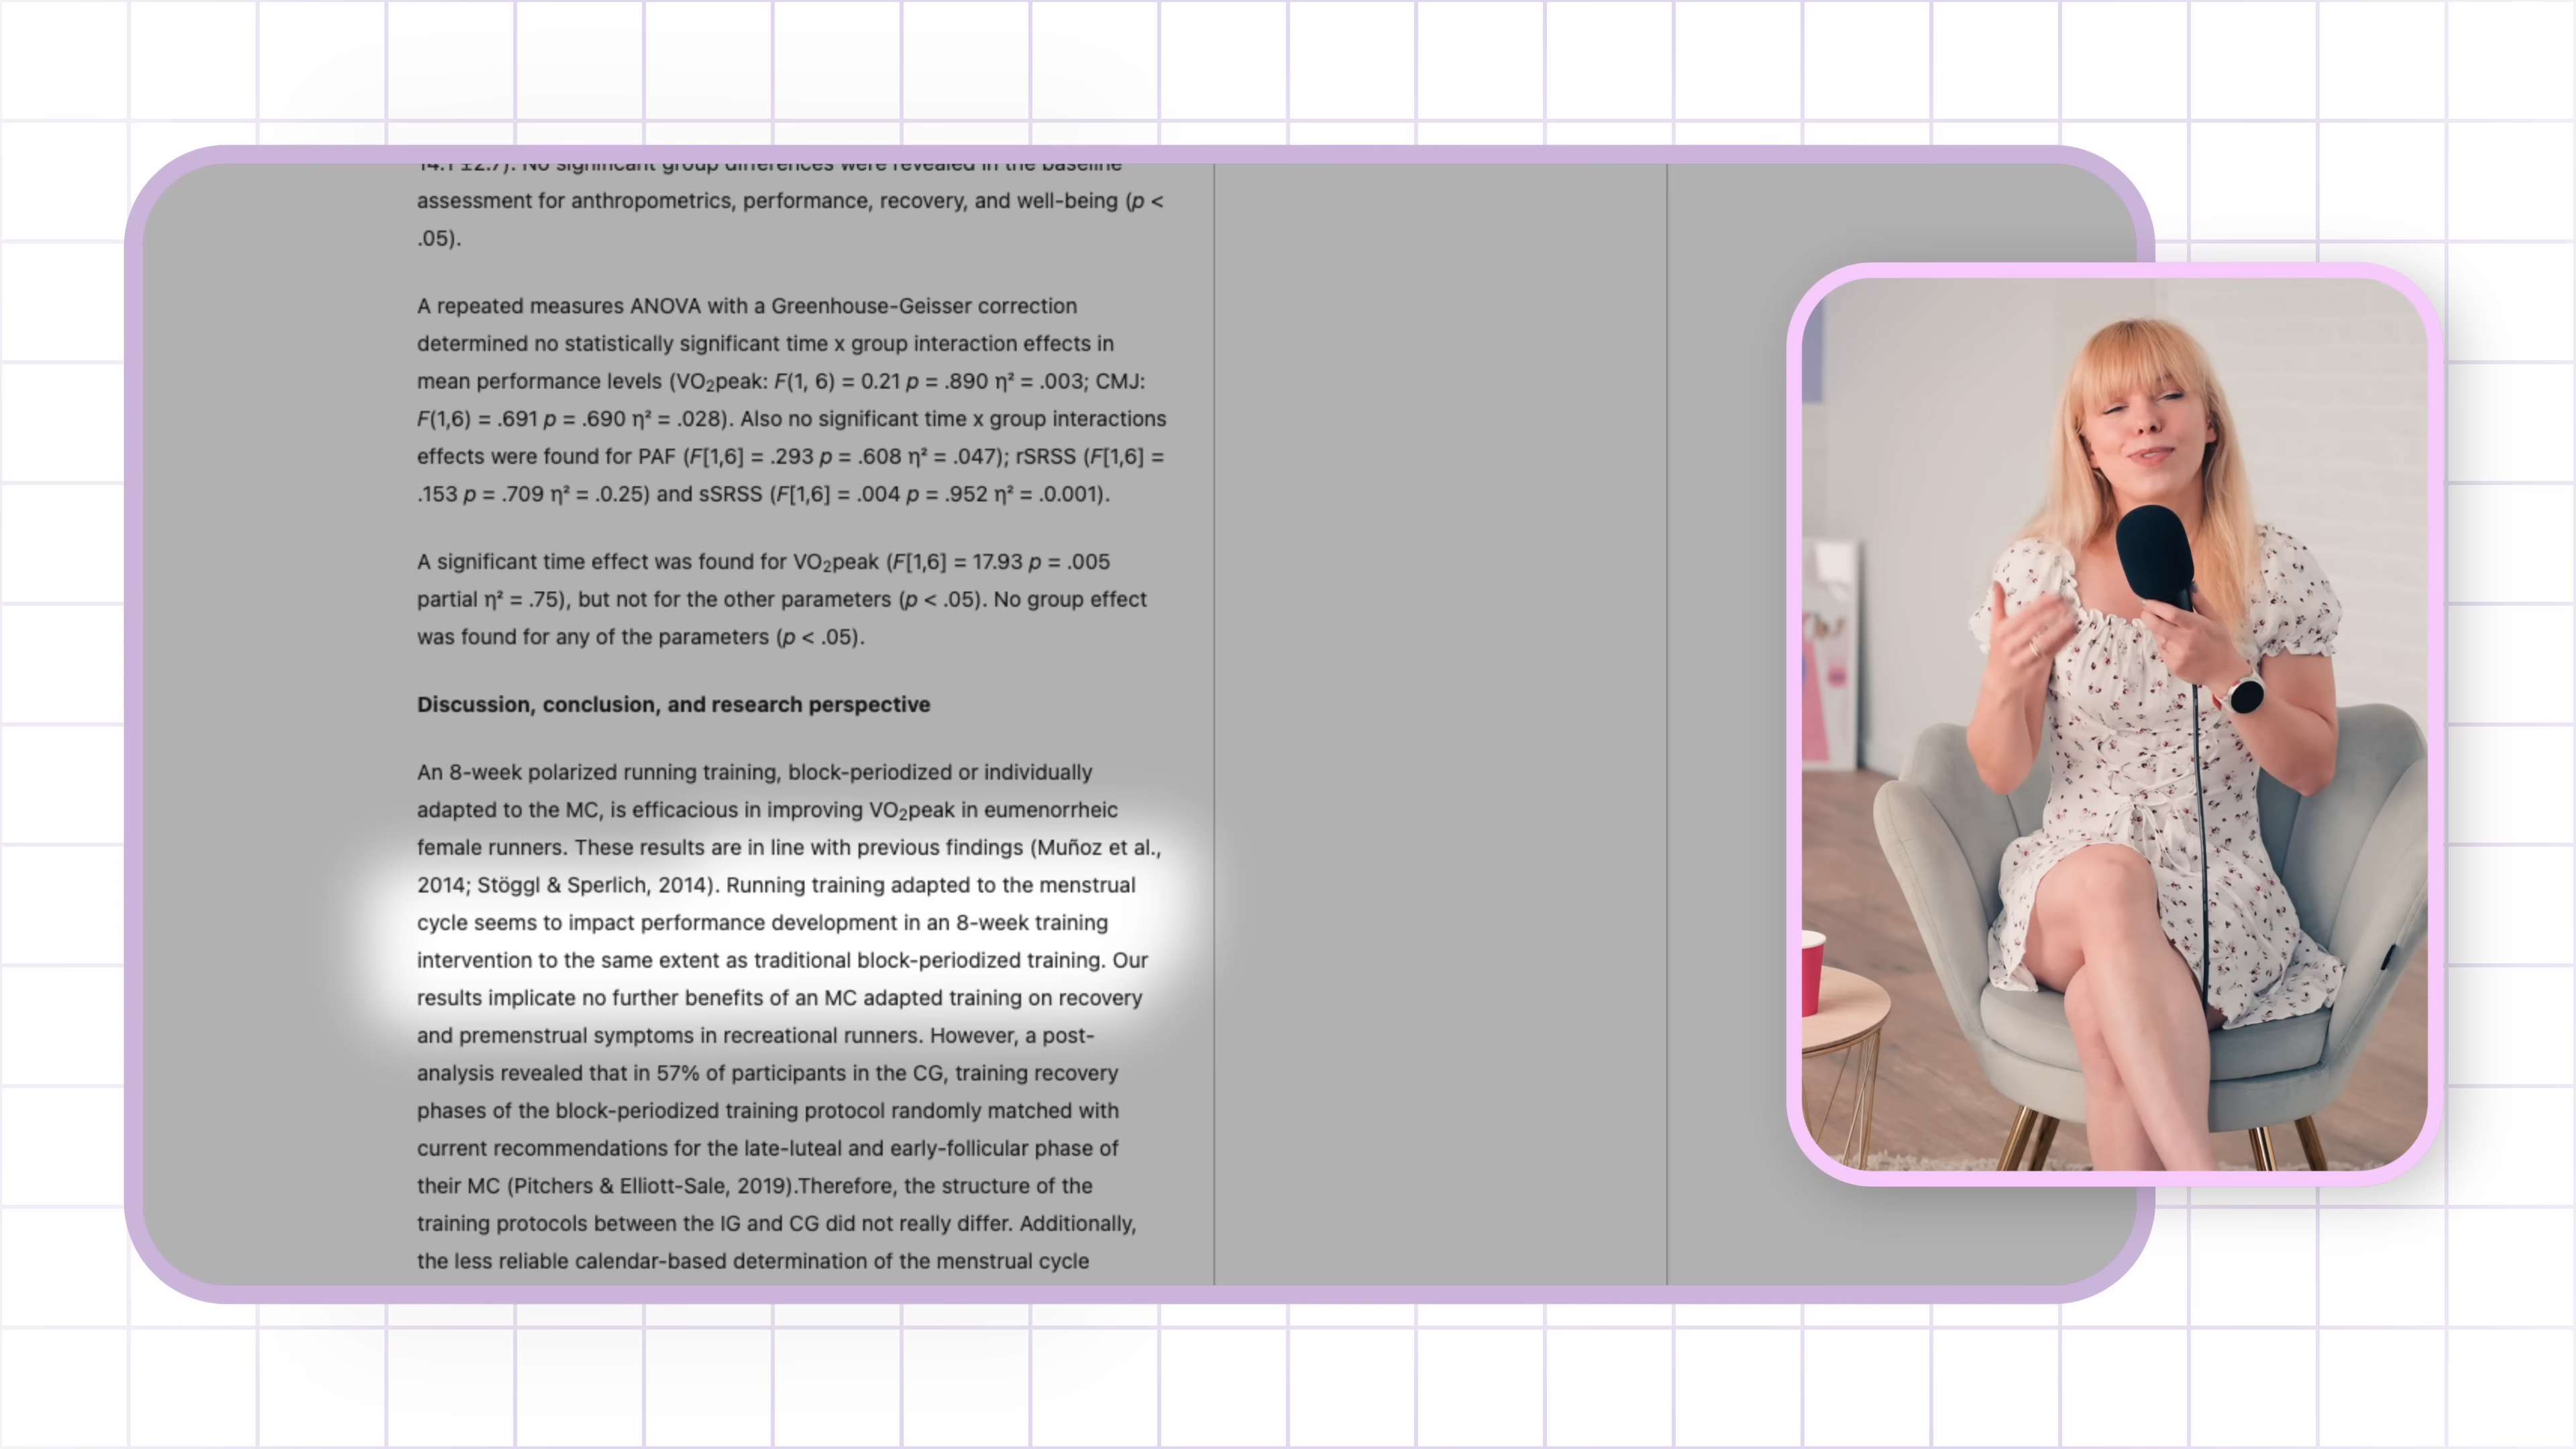 14.1 ±2.7). No significant group differences were revealed in the baseline
assessment for anthropometrics, performance, recovery, and well-being (p <
.05).
A repeated measures ANOVA with a Greenhouse-Geisser correction
determined no statistically significant time x group interaction effects in
mean performance levels (VO₂peak: F(1, 6) = 0.21 p = .890 η² = .003; CMJ:
F(1,6) = .691 p = .690 η² = .028). Also no significant time x group interactions
effects were found for PAF (F[1,6] = .293 p = .608 η² = .047); rSRSS (F[1,6] =
.153 p = .709 η² = .0.25) and sSRSS (F[1,6] = .004 p = .952 η² = .0.001).
A significant time effect was found for VO₂peak (F[1,6] = 17.93 p = .005
partial η² = .75), but not for the other parameters (p < .05). No group effect
was found for any of the parameters (p < .05).
Discussion, conclusion, and research perspective
An 8-week polarized running training, block-periodized or individually
adapted to the MC, is efficacious in improving VO₂peak in eumenorrheic
female runners. These results are in line with previous findings (Muñoz et al.,
2014; Stöggl & Sperlich, 2014). Running training adapted to the menstrual
cycle seems to impact performance development in an 8-week training
intervention to the same extent as traditional block-periodized training. Our
results implicate no further benefits of an MC adapted training on recovery
and premenstrual symptoms in recreational runners. However, a post-
analysis revealed that in 57% of participants in the CG, training recovery
phases of the block-periodized training protocol randomly matched with
current recommendations for the late-luteal and early-follicular phase of
their MC (Pitchers & Elliott-Sale, 2019).Therefore, the structure of the
training protocols between the IG and CG did not really differ. Additionally,
the less reliable calendar-based determination of the menstrual cycle